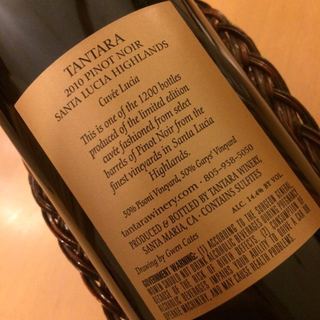 TANTARA
2010 PINOT NOIR
SANTA LUCIA HIGHLANDS
Cuvée Lucia
This is one of the 1200 bottles
produced of the limited edition
cuvée fashioned from select
barrels of Pinot Noir from the
finest vineyards in Santa Lucia
Highlands.
50% Pisoni Vineyard, 50% Garys' Vineyard
tantarawinery.com - 805-938-5050
PRODUCED & BOTTLED BY TANTARA WINERY,
SANTA MARIA, CA - CONTAINS SULFITES
Drawing by Gwen Cates
ALC. 14.4% BY VOL
GOVERNMENT WARNING: (1) ACCORDING TO THE SURGEON GENERAL,
WOMEN SHOULD NOT DRINK ALCOHOLIC BEVERAGES DURING
OF THE RISK OF BIRTH DEFECTS. (2) CONSUMPTION OF
ALCOHOLIC BEVERAGES IMPAIRS YOUR ABILITY TO DRIVE A CAR OR
OPERATE MACHINERY, AND MAY CAUSE HEALTH PROBLEMS.